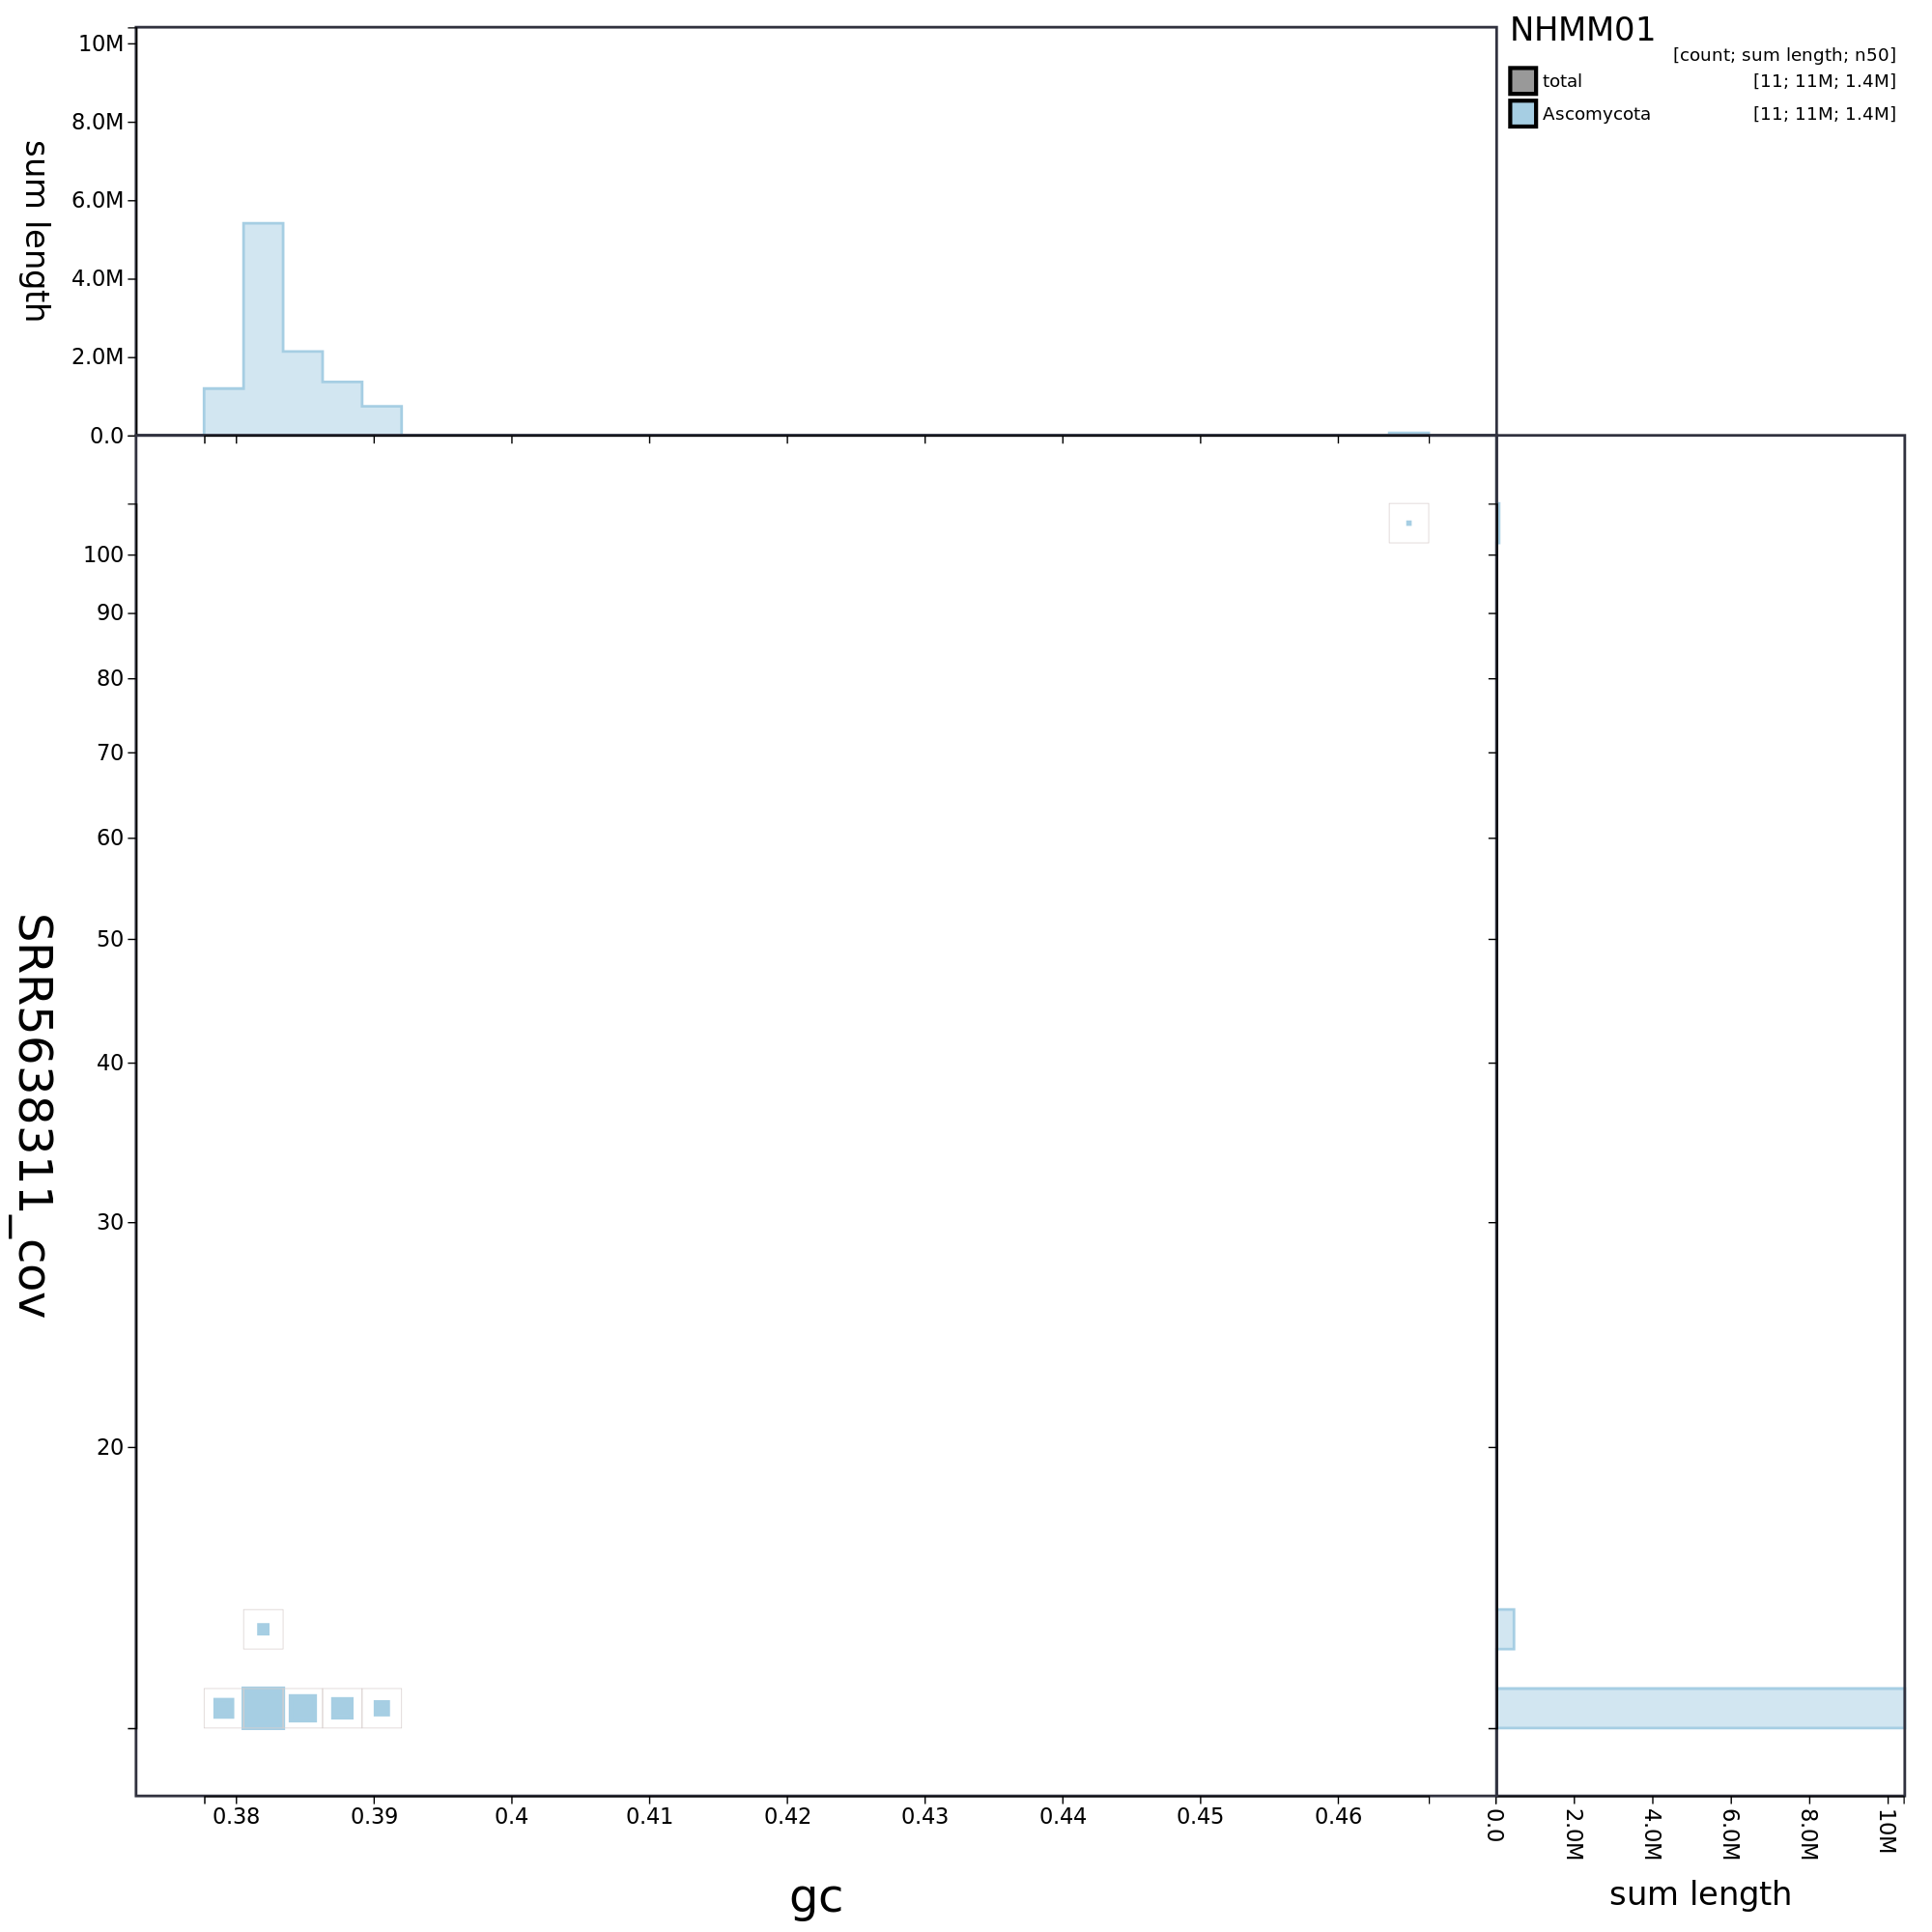 NHMM01
[count; sum length; n50]
total [11; 11M; 1.4M]
Ascomycota [11; 11M; 1.4M]
sum length
10M
8.0M
6.0M
4.0M
2.0M
0.0
SRR5638311_cov
100
90
80
70
60
50
40
30
20
0.38 0.39 0.4 0.41 0.42 0.43 0.44 0.45 0.46
gc
0.0 2.0M 4.0M 6.0M 8.0M 10M
sum length